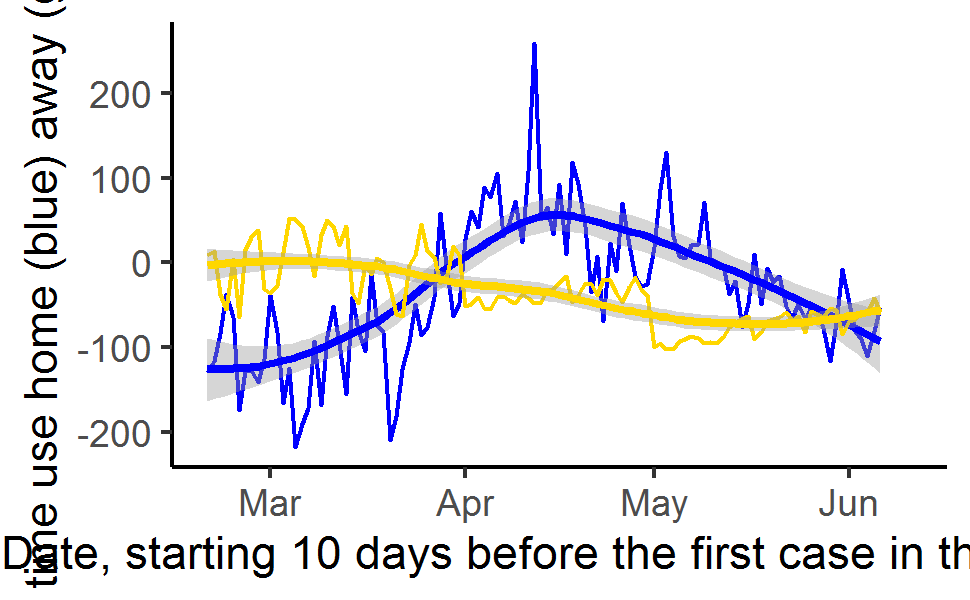 time use home (blue) away (
200
100
0
-100
-200
Mar Apr May Jun
Date, starting 10 days before the first case in th